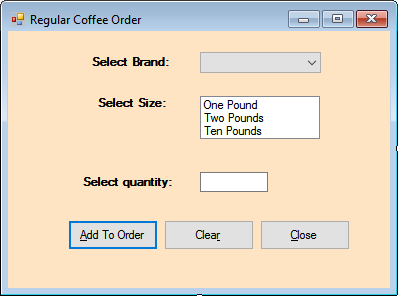 Regular Coffee Order
Select Brand:
Select Size:
One Pound
Two Pounds
Ten Pounds
Select quantity:
Add To Order
Clear
Close